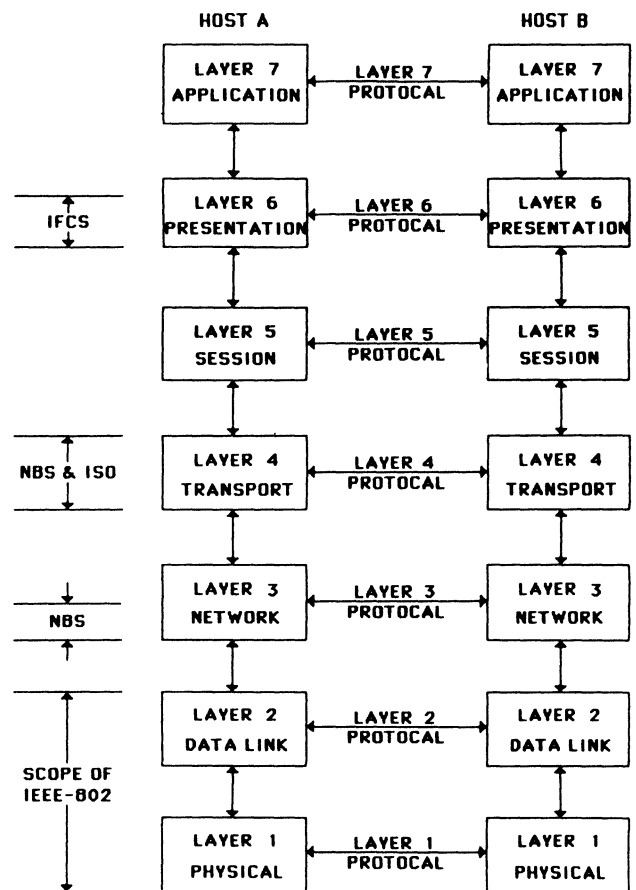 HOST A
HOST B
LAYER 7
APPLICATION
LAYER 7
PROTOCAL
LAYER 7
APPLICATION
IFCS
LAYER 6
PRESENTATION
LAYER 6
PROTOCAL
LAYER 6
PRESENTATION
LAYER 5
SESSION
LAYER 5
PROTOCAL
LAYER 5
SESSION
NBS & ISO
LAYER 4
TRANSPORT
LAYER 4
PROTOCAL
LAYER 4
TRANSPORT
NBS
LAYER 3
NETWORK
LAYER 3
PROTOCAL
LAYER 3
NETWORK
SCOPE OF
IEEE-802
LAYER 2
DATA LINK
LAYER 2
PROTOCAL
LAYER 2
DATA LINK
LAYER 1
PHYSICAL
LAYER 1
PROTOCAL
LAYER 1
PHYSICAL